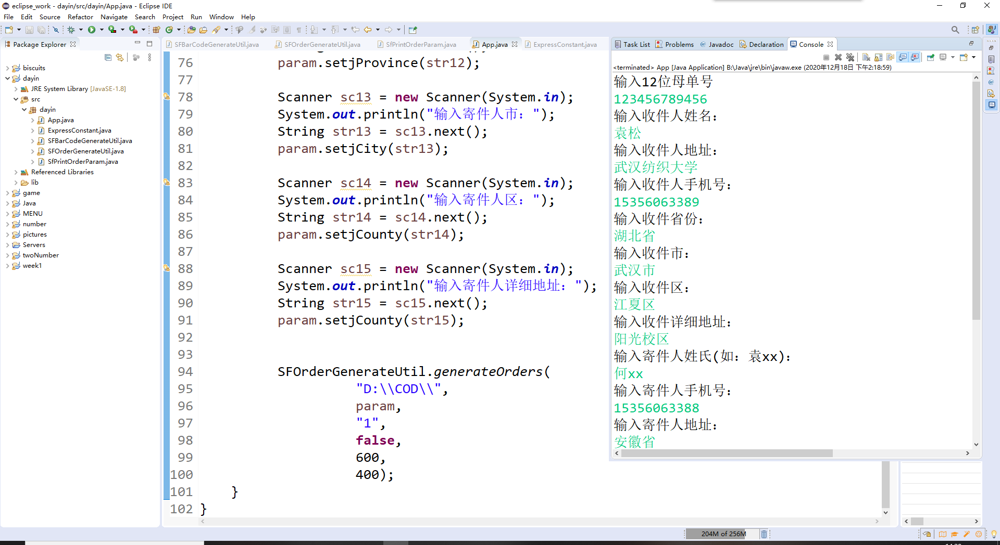 eclipse_work - dayin/src/dayin/App.java - Eclipse IDE
File Edit Source Refactor Navigate Search Project Run Window Help
Package Explorer
biscuits
dayin
JRE System Library [JavaSE-1.8]
src
dayin
App.java
ExpressConstant.java
SFBarCodeGenerateUtil.java
SFOrderGenerateUtil.java
SfPrintOrderParam.java
Referenced Libraries
lib
game
Java
MENU
number
pictures
Servers
twoNumber
week1
SFBarCodeGenerateUtil.java SFOrderGenerateUtil.java SfPrintOrderParam.java App.java ExpressConstant.java
76 param.setjProvince(str12);
77
78 Scanner sc13 = new Scanner(System.in);
79 System.out.println("输入寄件人市：");
80 String str13 = sc13.next();
81 param.setjCity(str13);
82
83 Scanner sc14 = new Scanner(System.in);
84 System.out.println("输入寄件人区：");
85 String str14 = sc14.next();
86 param.setjCounty(str14);
87
88 Scanner sc15 = new Scanner(System.in);
89 System.out.println("输入寄件人详细地址：");
90 String str15 = sc15.next();
91 param.setjCounty(str15);
92
93
94 SFOrderGenerateUtil.generateOrders(
95 "D:\\COD\\",
96 param,
97 "1",
98 false,
99 600,
100 400);
101 }
102 }
Task List Problems @ Javadoc Declaration Console
<terminated> App [Java Application] B:\Java\jre\bin\javaw.exe (2020年12月18日 下午2:18:59)
输入12位母单号
123456789456
输入收件人姓名：
袁松
输入收件人地址：
武汉纺织大学
输入收件人手机号：
15356063389
输入收件省份：
湖北省
输入收件市：
武汉市
输入收件区：
江夏区
输入收件详细地址：
阳光校区
输入寄件人姓氏(如：袁xx)：
何xx
输入寄件人手机号：
15356063388
输入寄件人地址：
安徽省
204M of 256M